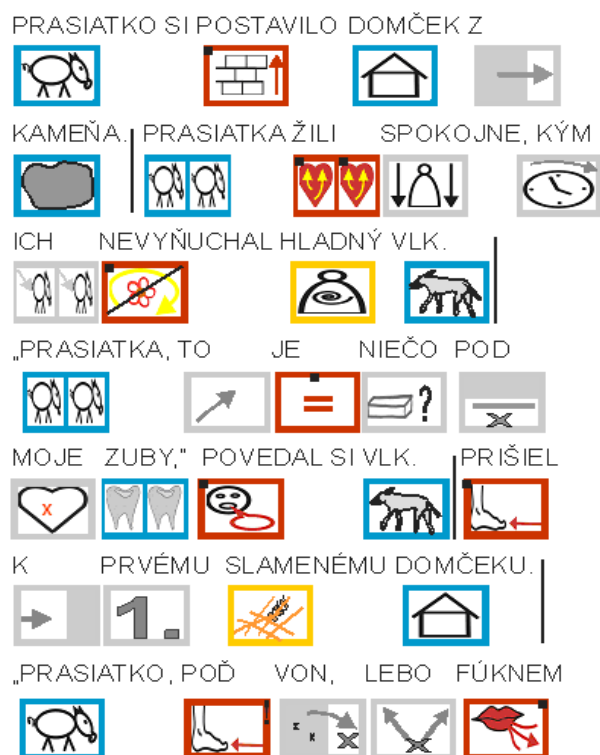 PRASIATKO SI POSTAVILO DOMČEK Z
KAMEŇA. PRASIATKA ŽILI SPOKOJNE, KÝM
ICH NEVYŇUCHAL HLADNÝ VLK.
„PRASIATKA, TO JE NIEČO POD
?
MOJE ZUBY,“ POVEDAL SI VLK. PRIŠIEL
X
K PRVÉMU SLAMENÉMU DOMČEKU.
1.
„PRASIATKO, POĎ VON, LEBO FÚKNEM
!